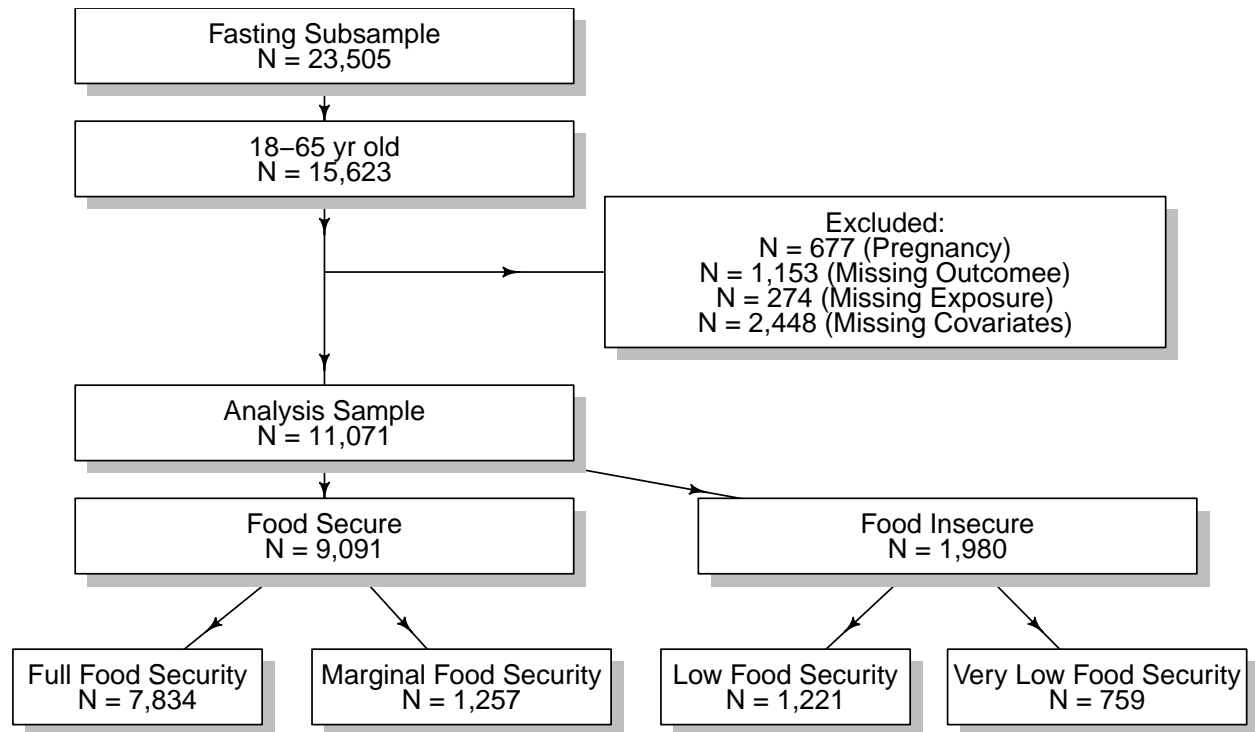 Fasting Subsample
N = 23,505
18−65 yr old
N = 15,623
Excluded:
N = 677 (Pregnancy)
N = 1,153 (Missing Outcomee)
N = 274 (Missing Exposure)
N = 2,448 (Missing Covariates)
Analysis Sample
N = 11,071
Food Secure
N = 9,091
Food Insecure
N = 1,980
Full Food Security
N = 7,834
Marginal Food Security
N = 1,257
Low Food Security
N = 1,221
Very Low Food Security
N = 759